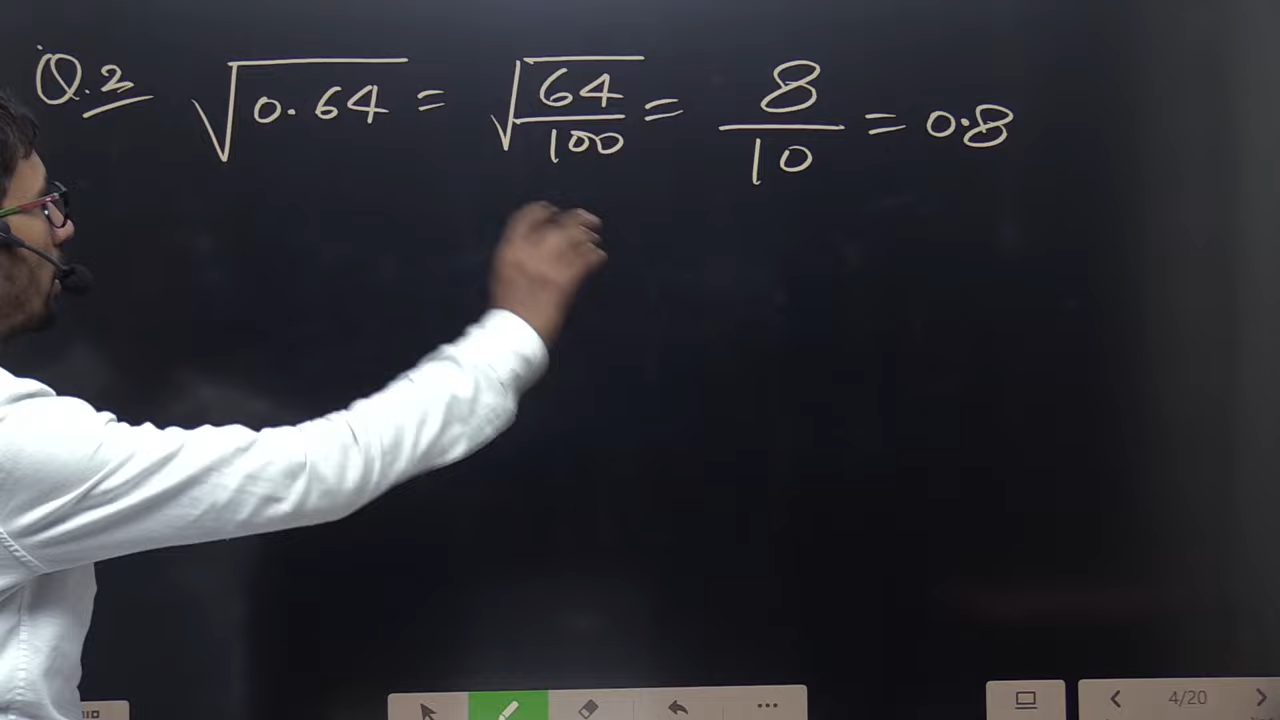 Q.2 √0.64 = √64/100 = 8/10 = 0.8
4/20